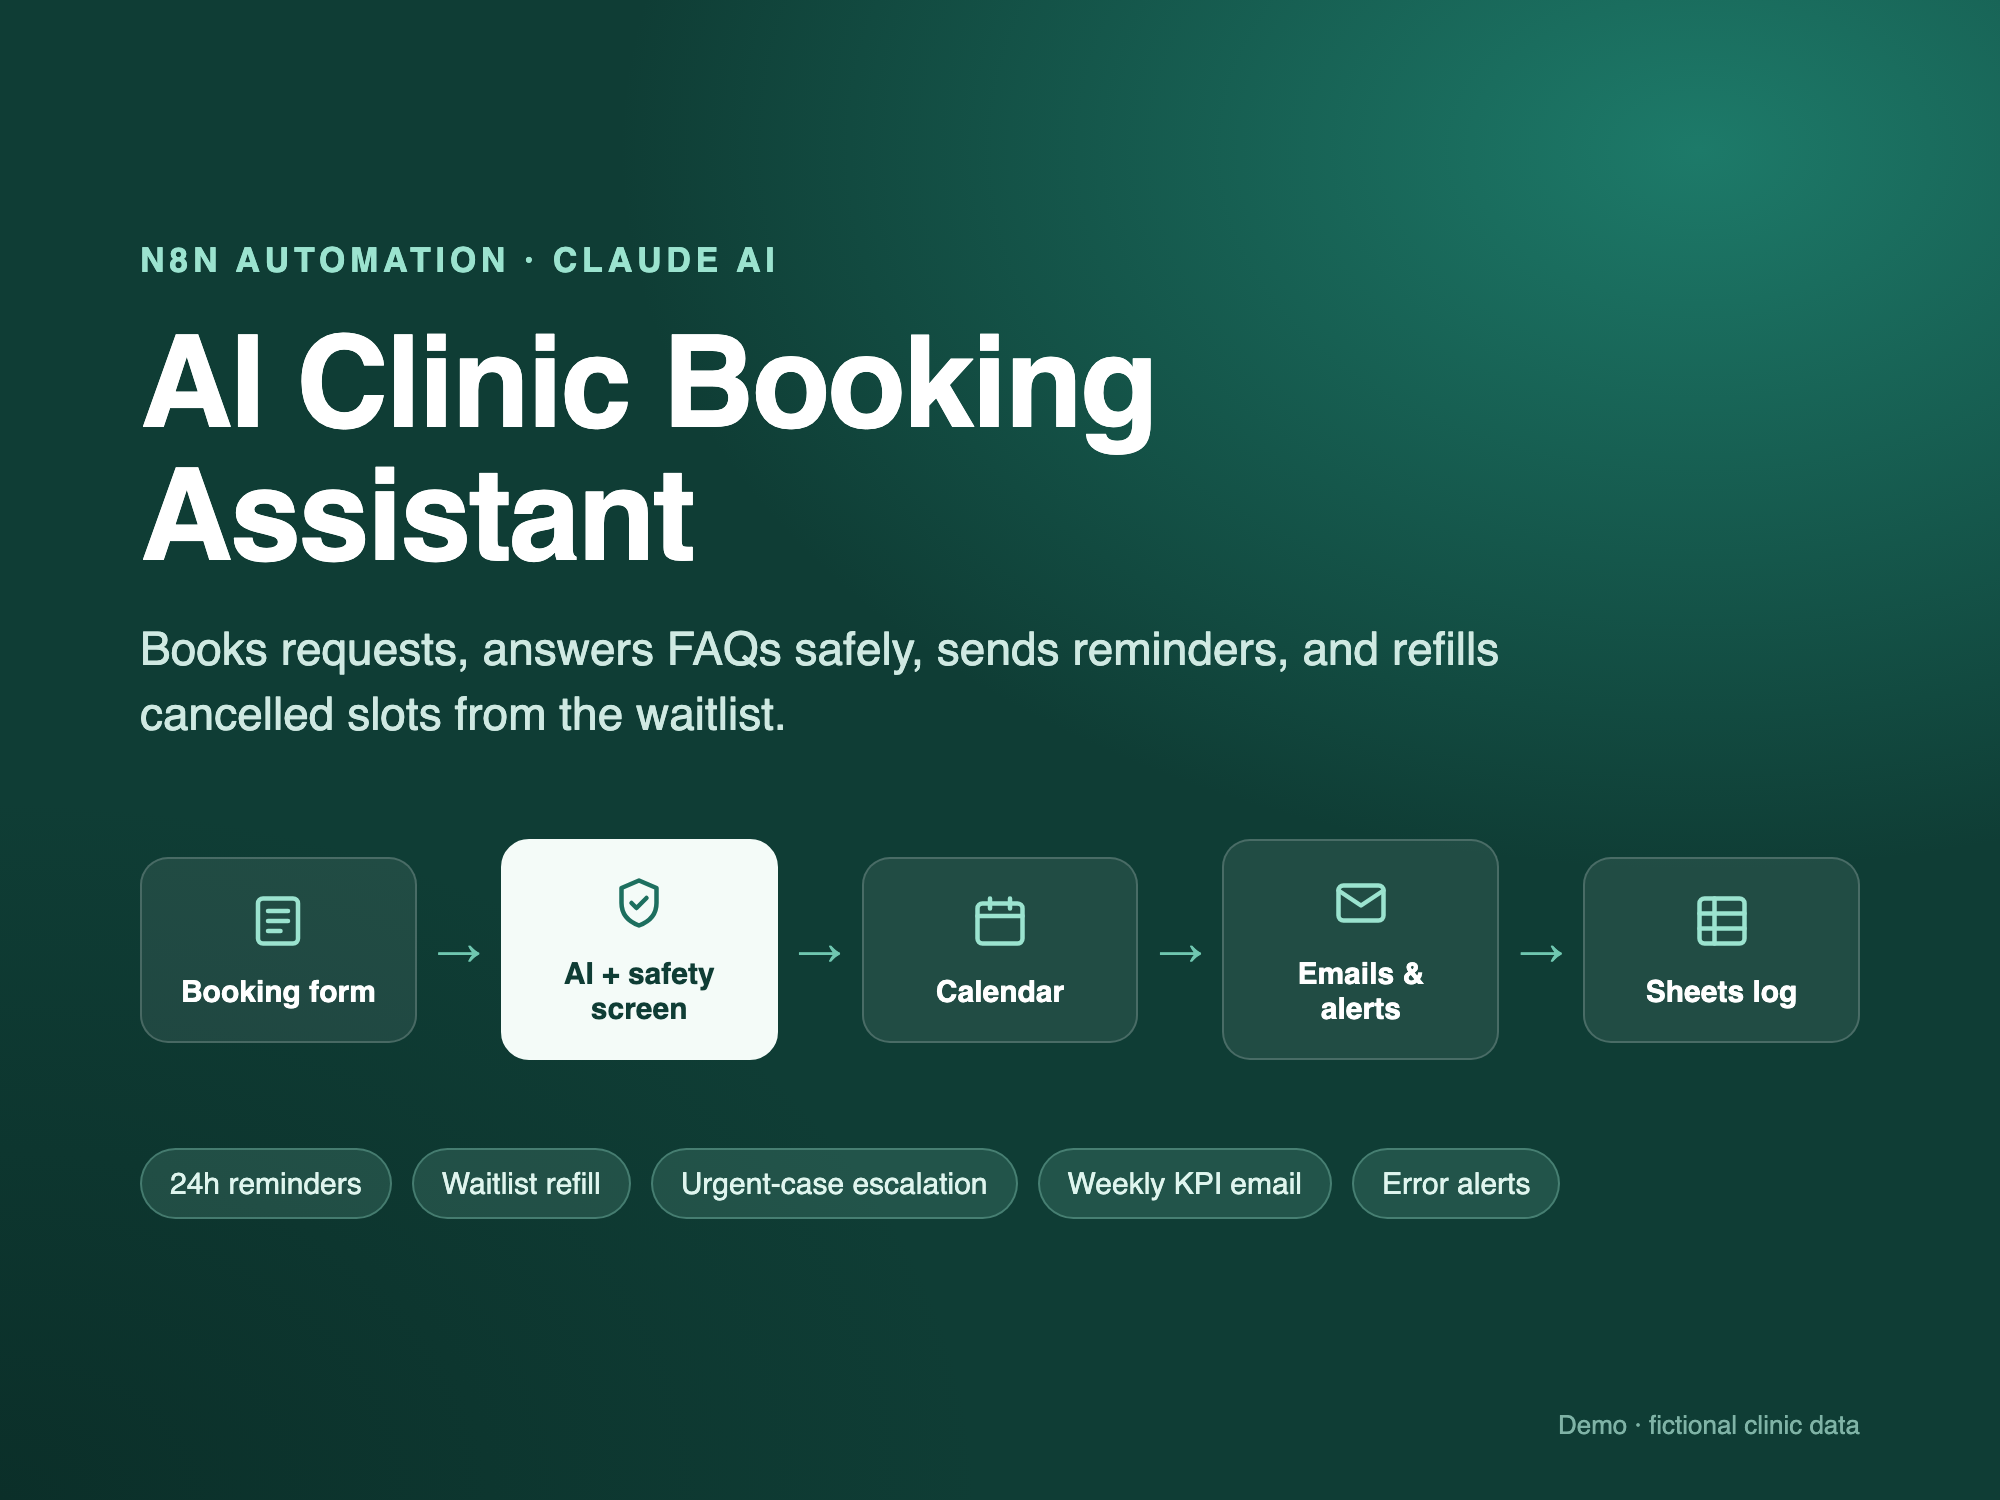 N8N AUTOMATION · CLAUDE AI
AI Clinic Booking
Assistant
Books requests, answers FAQs safely, sends reminders, and refills
cancelled slots from the waitlist.
Booking form
→
AI + safety
screen
→
Calendar
→
Emails &
alerts
→
Sheets log
24h reminders
Waitlist refill
Urgent-case escalation
Weekly KPI email
Error alerts
Demo · fictional clinic data